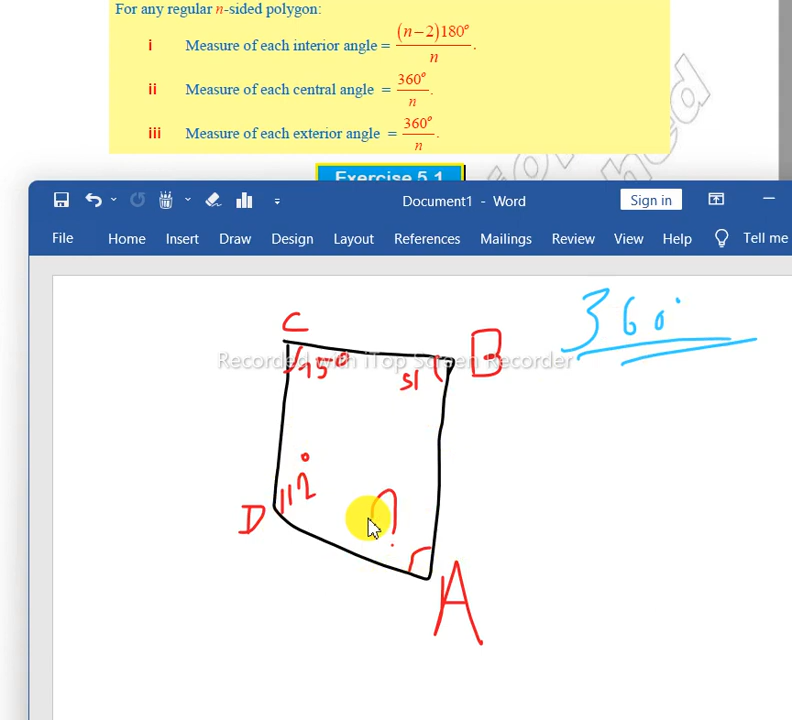 For any regular n-sided polygon:
i Measure of each interior angle = (n−2)180° / n .
ii Measure of each central angle = 360° / n .
iii Measure of each exterior angle = 360° / n .
Exercise 5.1
Document1 - Word
Sign in
File Home Insert Draw Design Layout References Mailings Review View Help Tell me
360°
C
B
Recorded with iTop Screen Recorder
51
112°
D
?
A